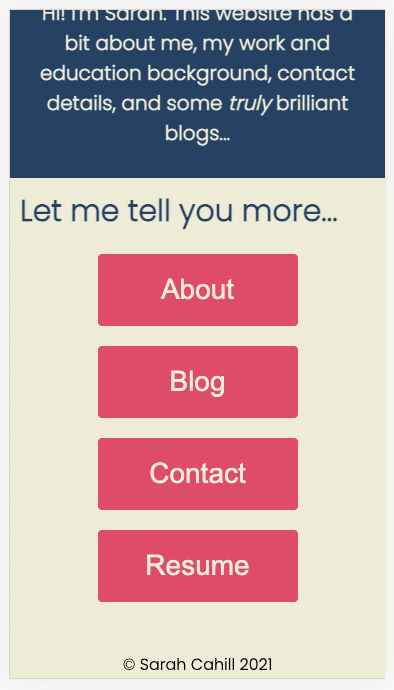 Hi! I'm Sarah. This website has a
bit about me, my work and
education background, contact
details, and some truly brilliant
blogs...
Let me tell you more...
About
Blog
Contact
Resume
© Sarah Cahill 2021